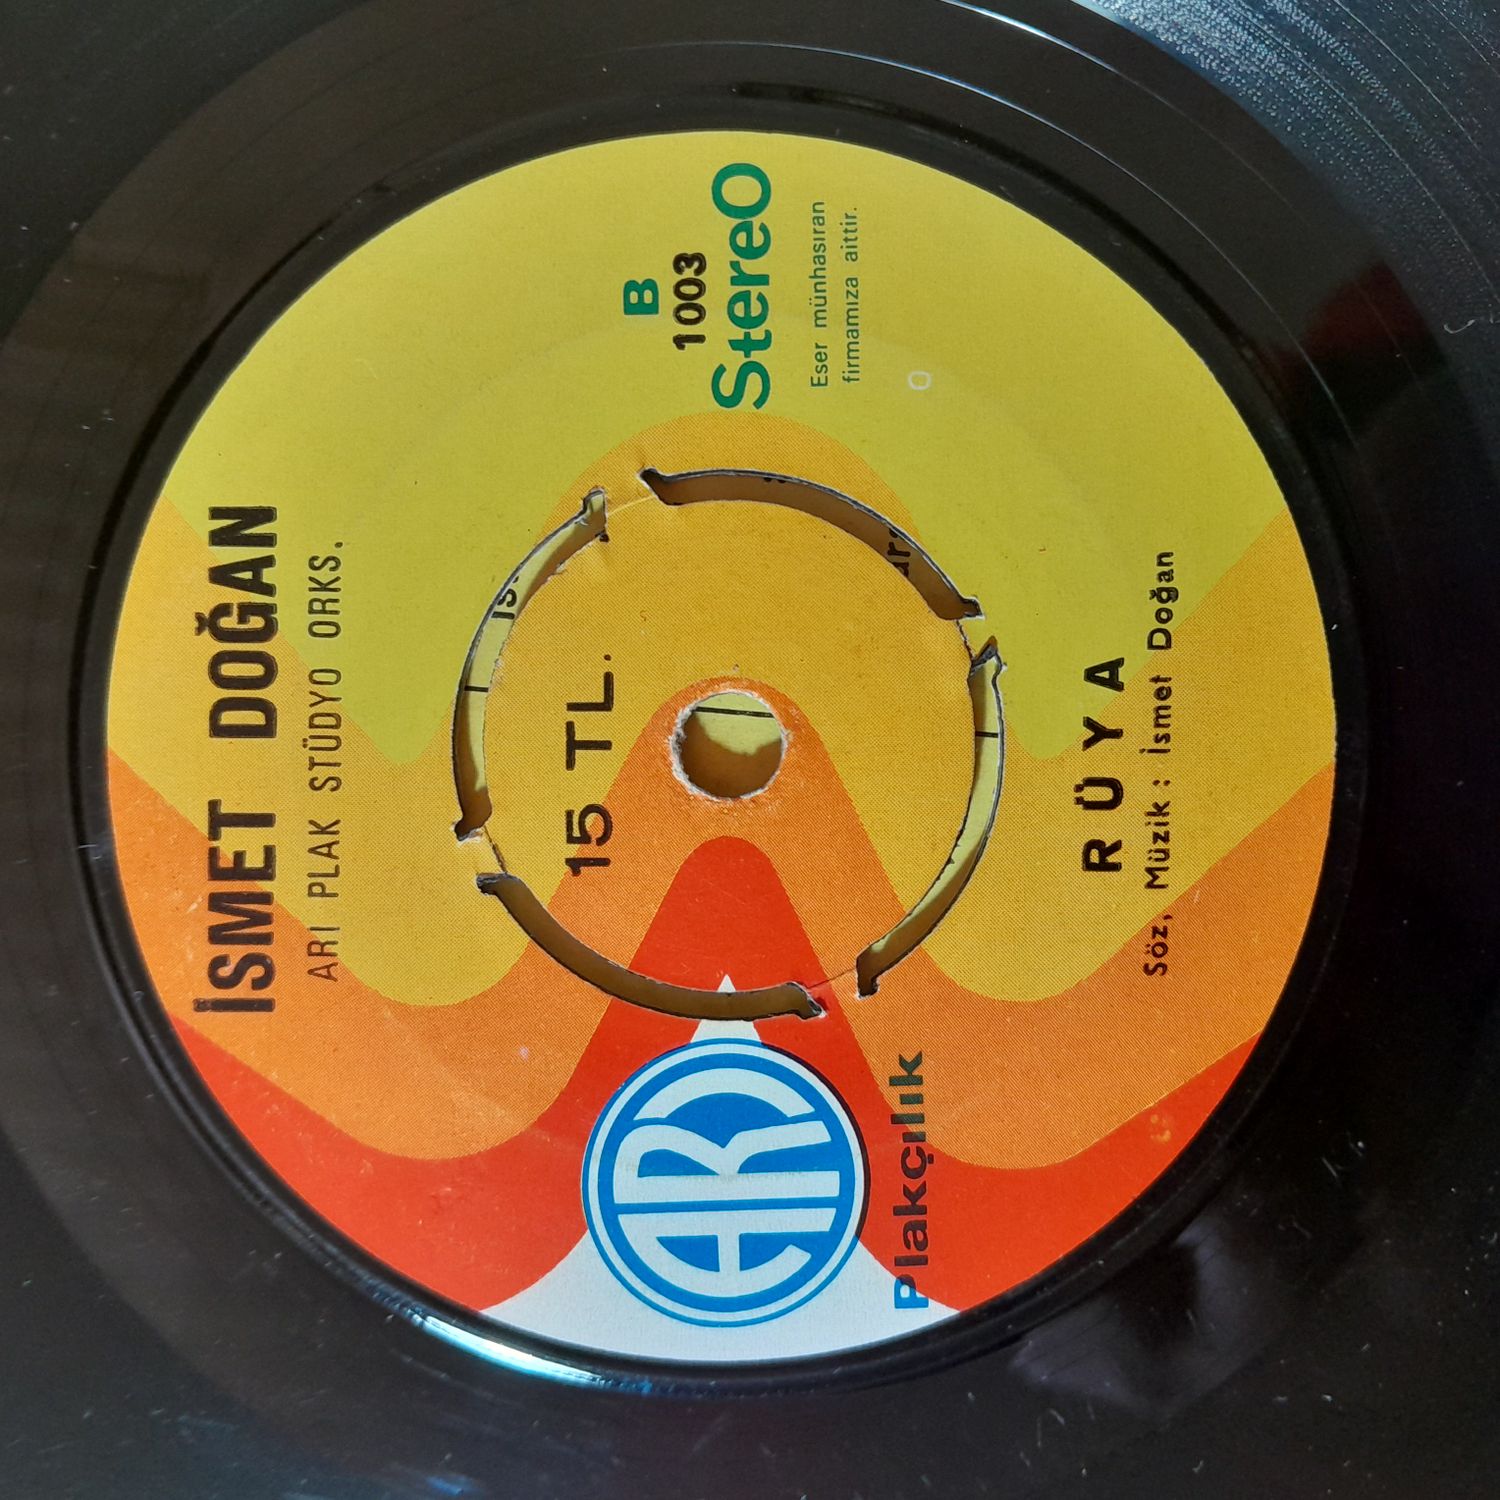 İSMET DOĞAN
ARI PLAK STÜDYO ORKS.
15 TL.
B
1003
Stereo
Eser münhasıran
firmamıza aittir.
ARI
Plakçılık
RÜYA
Söz, Müzik : İsmet Doğan